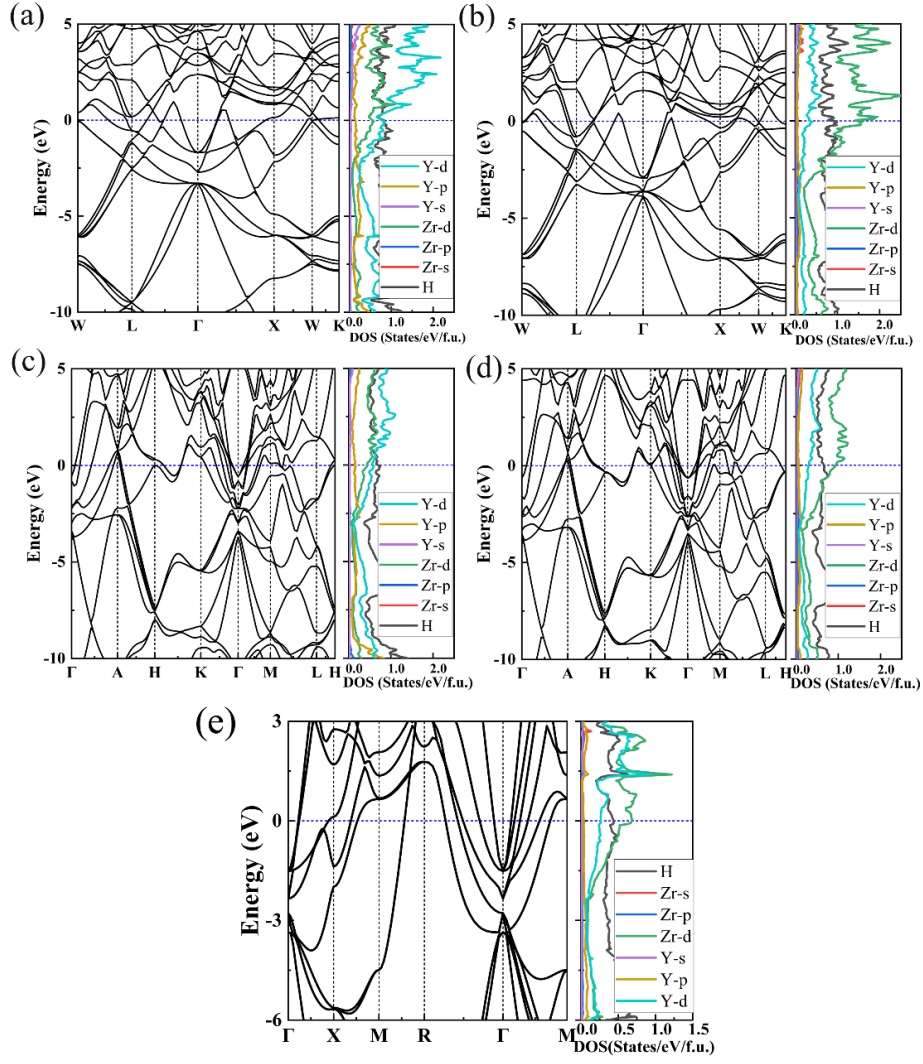 (a)
Energy (eV)
5
0
-5
-10
W L Γ X W K
Y-d
Y-p
Y-s
Zr-d
Zr-p
Zr-s
H
0.0 1.0 2.0
DOS (States/eV/f.u.)
(b)
Energy (eV)
5
0
-5
-10
W L Γ X W K
Y-d
Y-p
Y-s
Zr-d
Zr-p
Zr-s
H
0.0 1.0 2.0
DOS (States/eV/f.u.)
(c)
Energy (eV)
5
0
-5
-10
Γ A H K Γ M L H
Y-d
Y-p
Y-s
Zr-d
Zr-p
Zr-s
H
0.0 1.0 2.0
DOS (States/eV/f.u.)
(d)
Energy (eV)
5
0
-5
-10
Γ A H K Γ M L H
Y-d
Y-p
Y-s
Zr-d
Zr-p
Zr-s
H
0.0 1.0 2.0
DOS (States/eV/f.u.)
(e)
Energy (eV)
3
0
-3
-6
Γ X M R Γ M
H
Zr-s
Zr-p
Zr-d
Y-s
Y-p
Y-d
0.0 0.5 1.0 1.5
DOS(States/eV/f.u.)